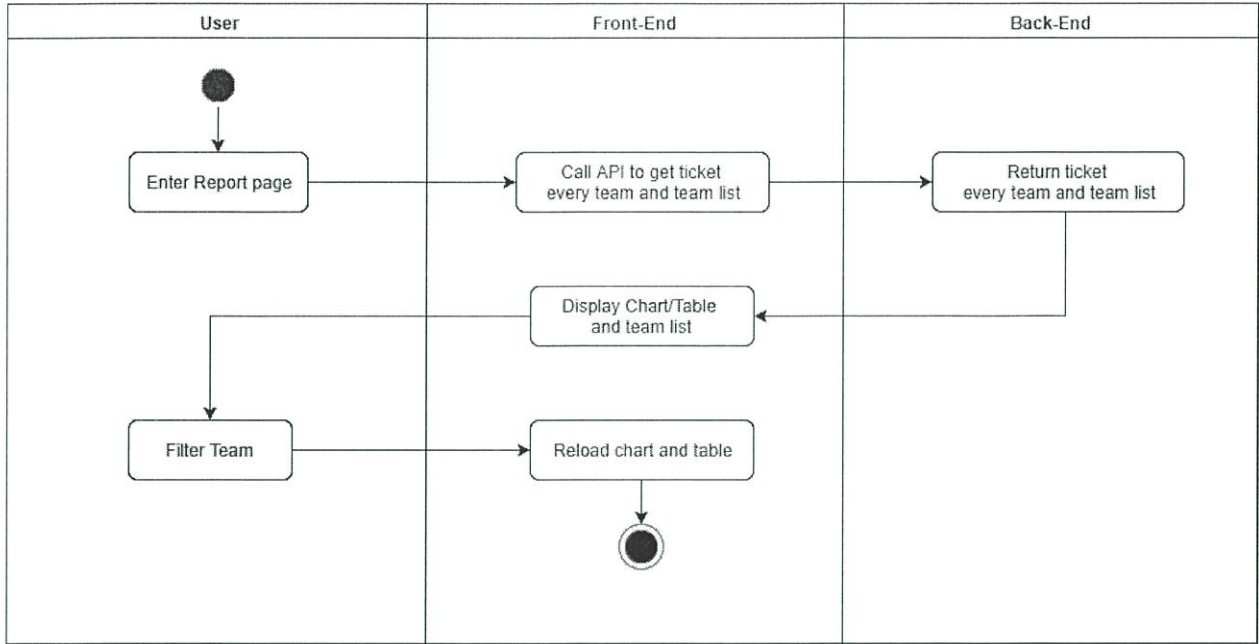 User
Front-End
Back-End
Enter Report page
Call API to get ticket
every team and team list
Return ticket
every team and team list
Display Chart/Table
and team list
Filter Team
Reload chart and table